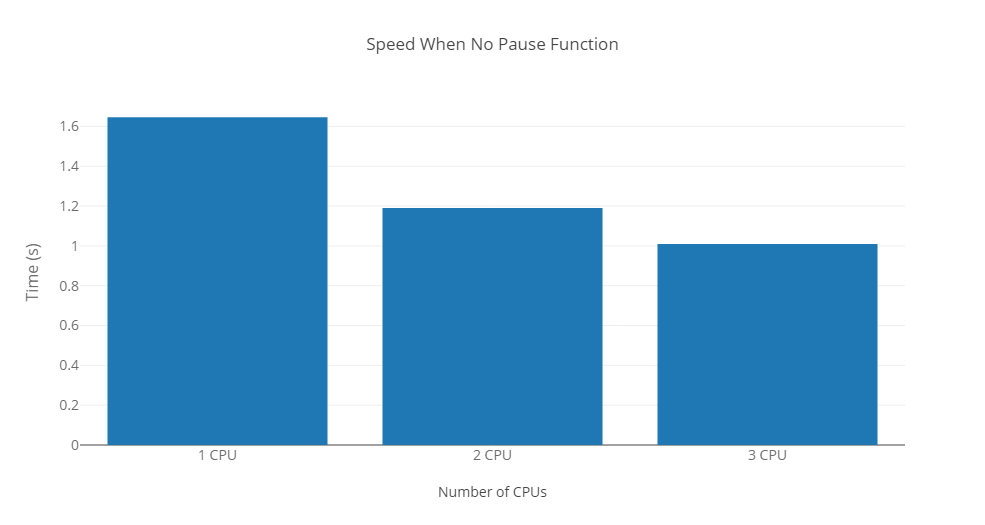 Speed When No Pause Function
1.6
1.4
1.2
1
0.8
0.6
0.4
0.2
0
Time (s)
1 CPU
2 CPU
3 CPU
Number of CPUs